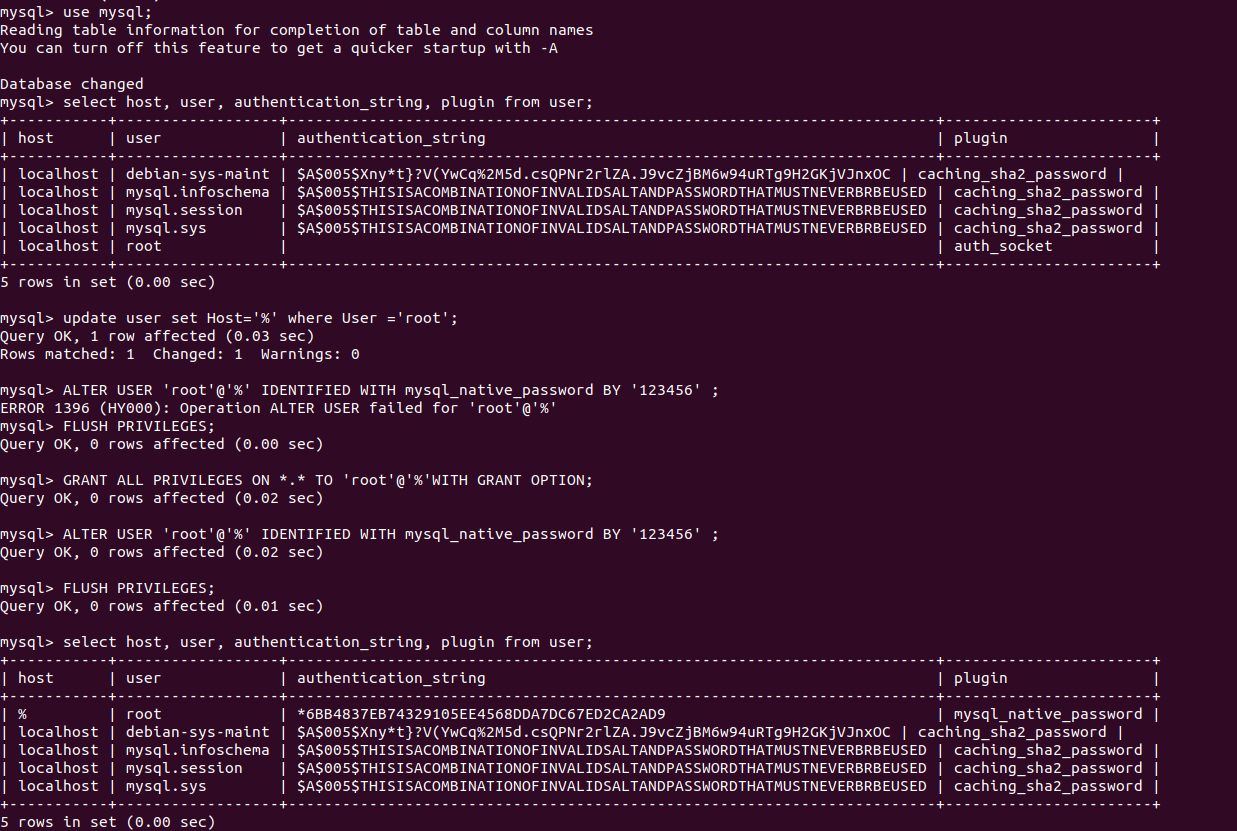 mysql> use mysql;
Reading table information for completion of table and column names
You can turn off this feature to get a quicker startup with -A

Database changed
mysql> select host, user, authentication_string, plugin from user;
+-----------+------------------+------------------------------------------------------------------------+-----------------------+
| host      | user             | authentication_string                                                  | plugin                |
+-----------+------------------+------------------------------------------------------------------------+-----------------------+
| localhost | debian-sys-maint | $A$005$Xny*t}?V(YwCq%2M5d.csQPNr2rlZA.J9vcZjBM6w94uRTg9H2GKjVJnxOC | caching_sha2_password |
| localhost | mysql.infoschema | $A$005$THISISACOMBINATIONOFINVALIDSALTANDPASSWORDTHATMUSTNEVERBRBEUSED | caching_sha2_password |
| localhost | mysql.session    | $A$005$THISISACOMBINATIONOFINVALIDSALTANDPASSWORDTHATMUSTNEVERBRBEUSED | caching_sha2_password |
| localhost | mysql.sys        | $A$005$THISISACOMBINATIONOFINVALIDSALTANDPASSWORDTHATMUSTNEVERBRBEUSED | caching_sha2_password |
| localhost | root             |                                                                        | auth_socket           |
+-----------+------------------+------------------------------------------------------------------------+-----------------------+
5 rows in set (0.00 sec)

mysql> update user set Host='%' where User ='root';
Query OK, 1 row affected (0.03 sec)
Rows matched: 1  Changed: 1  Warnings: 0

mysql> ALTER USER 'root'@'%' IDENTIFIED WITH mysql_native_password BY '123456' ;
ERROR 1396 (HY000): Operation ALTER USER failed for 'root'@'%'
mysql> FLUSH PRIVILEGES;
Query OK, 0 rows affected (0.00 sec)

mysql> GRANT ALL PRIVILEGES ON *.* TO 'root'@'%'WITH GRANT OPTION;
Query OK, 0 rows affected (0.02 sec)

mysql> ALTER USER 'root'@'%' IDENTIFIED WITH mysql_native_password BY '123456' ;
Query OK, 0 rows affected (0.02 sec)

mysql> FLUSH PRIVILEGES;
Query OK, 0 rows affected (0.01 sec)

mysql> select host, user, authentication_string, plugin from user;
+-----------+------------------+------------------------------------------------------------------------+-----------------------+
| host      | user             | authentication_string                                                  | plugin                |
+-----------+------------------+------------------------------------------------------------------------+-----------------------+
| %         | root             | *6BB4837EB74329105EE4568DDA7DC67ED2CA2AD9                              | mysql_native_password |
| localhost | debian-sys-maint | $A$005$Xny*t}?V(YwCq%2M5d.csQPNr2rlZA.J9vcZjBM6w94uRTg9H2GKjVJnxOC | caching_sha2_password |
| localhost | mysql.infoschema | $A$005$THISISACOMBINATIONOFINVALIDSALTANDPASSWORDTHATMUSTNEVERBRBEUSED | caching_sha2_password |
| localhost | mysql.session    | $A$005$THISISACOMBINATIONOFINVALIDSALTANDPASSWORDTHATMUSTNEVERBRBEUSED | caching_sha2_password |
| localhost | mysql.sys        | $A$005$THISISACOMBINATIONOFINVALIDSALTANDPASSWORDTHATMUSTNEVERBRBEUSED | caching_sha2_password |
+-----------+------------------+------------------------------------------------------------------------+-----------------------+
5 rows in set (0.00 sec)